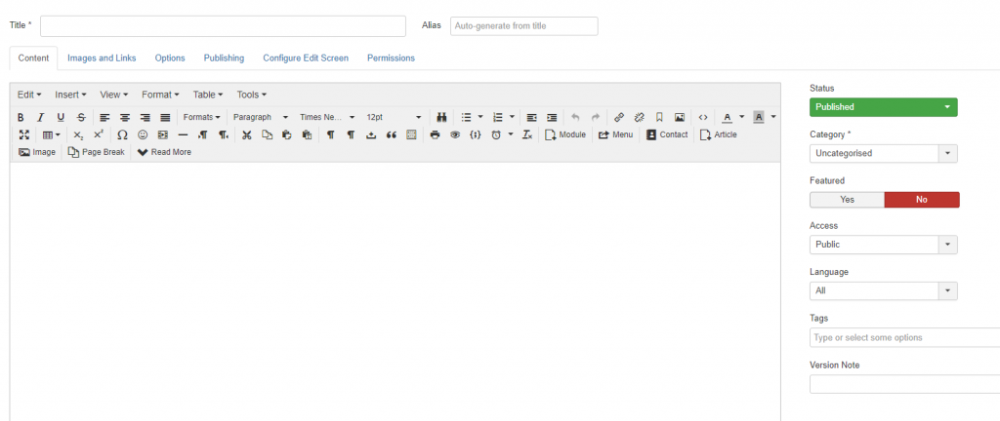 Title * Alias Auto-generate from title
Content Images and Links Options Publishing Configure Edit Screen Permissions
Edit Insert View Format Table Tools
B I U S Formats Paragraph Times Ne... 12pt A A
Module Menu Contact Article
Image Page Break Read More
Status
Published
Category *
Uncategorised
Featured
Yes No
Access
Public
Language
All
Tags
Type or select some options
Version Note